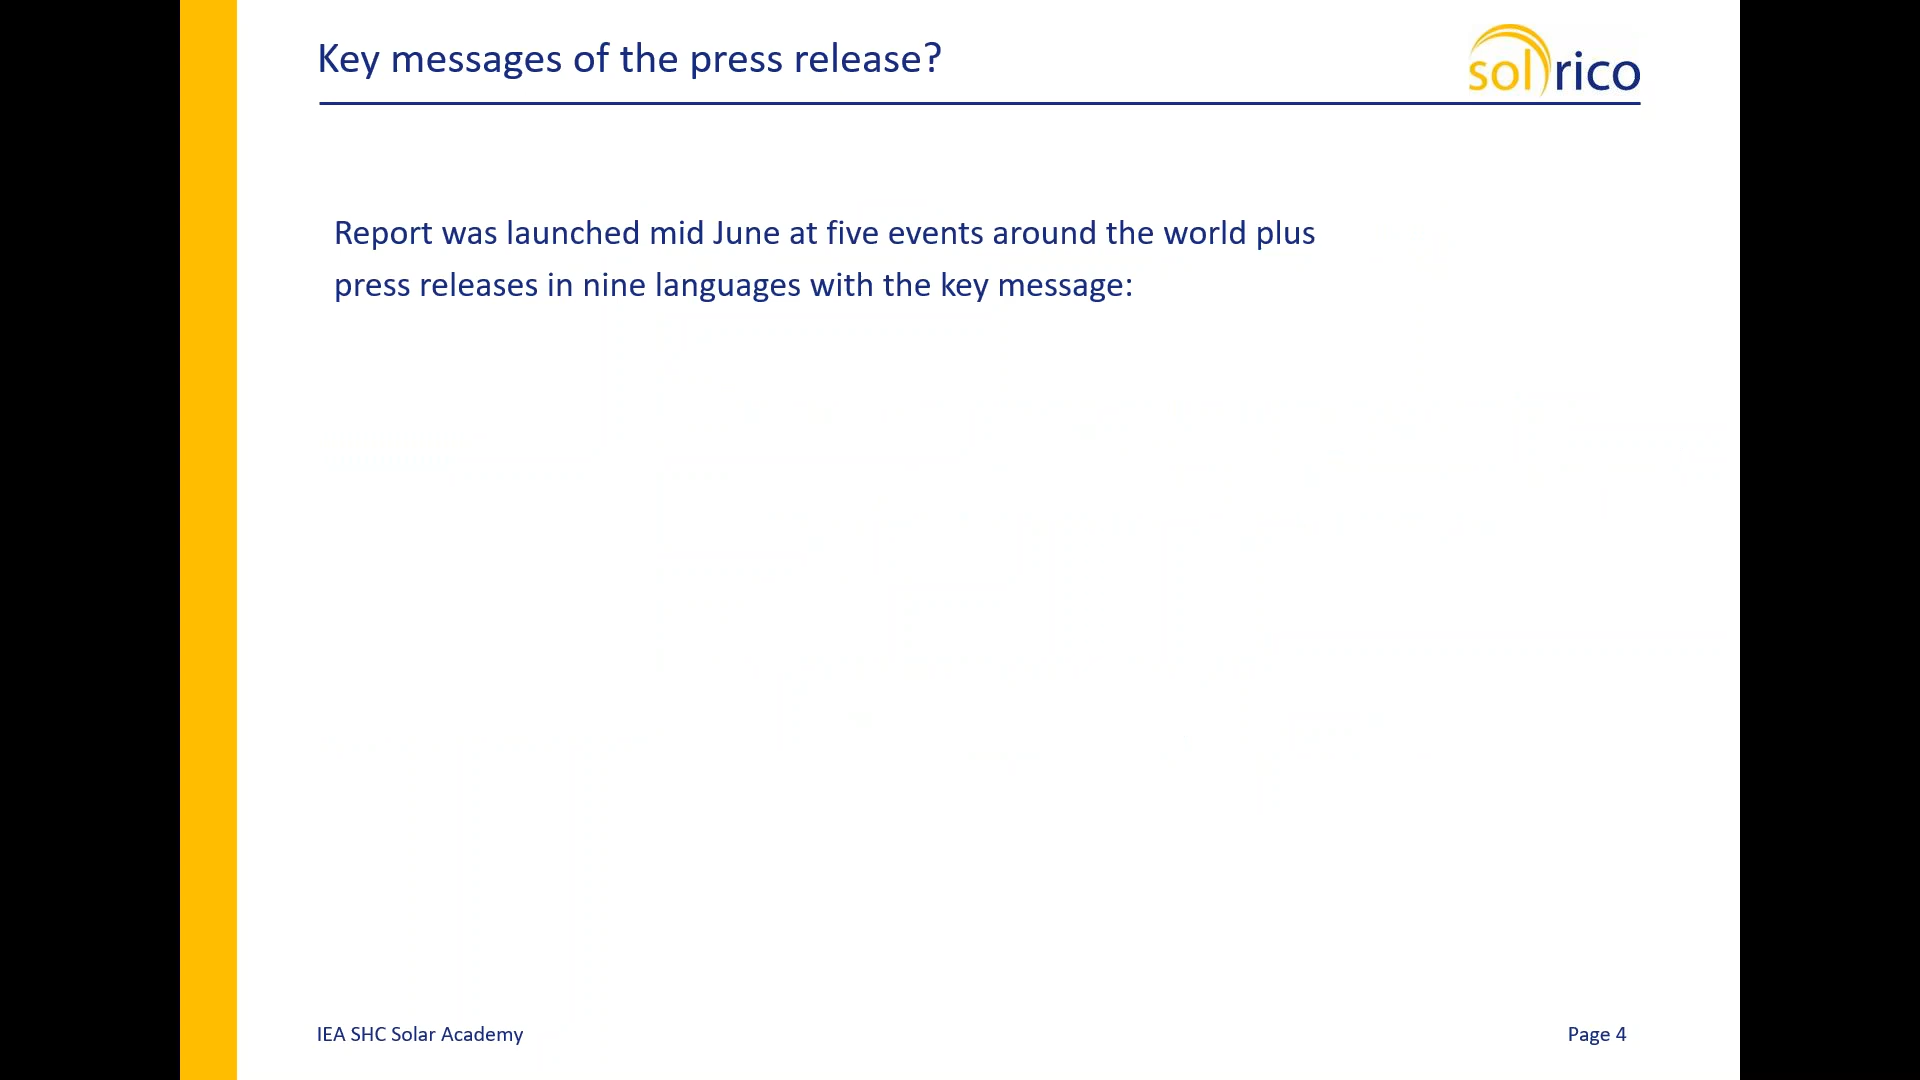 Key messages of the press release?
solrico
Report was launched mid June at five events around the world plus
press releases in nine languages with the key message:
IEA SHC Solar Academy
Page 4